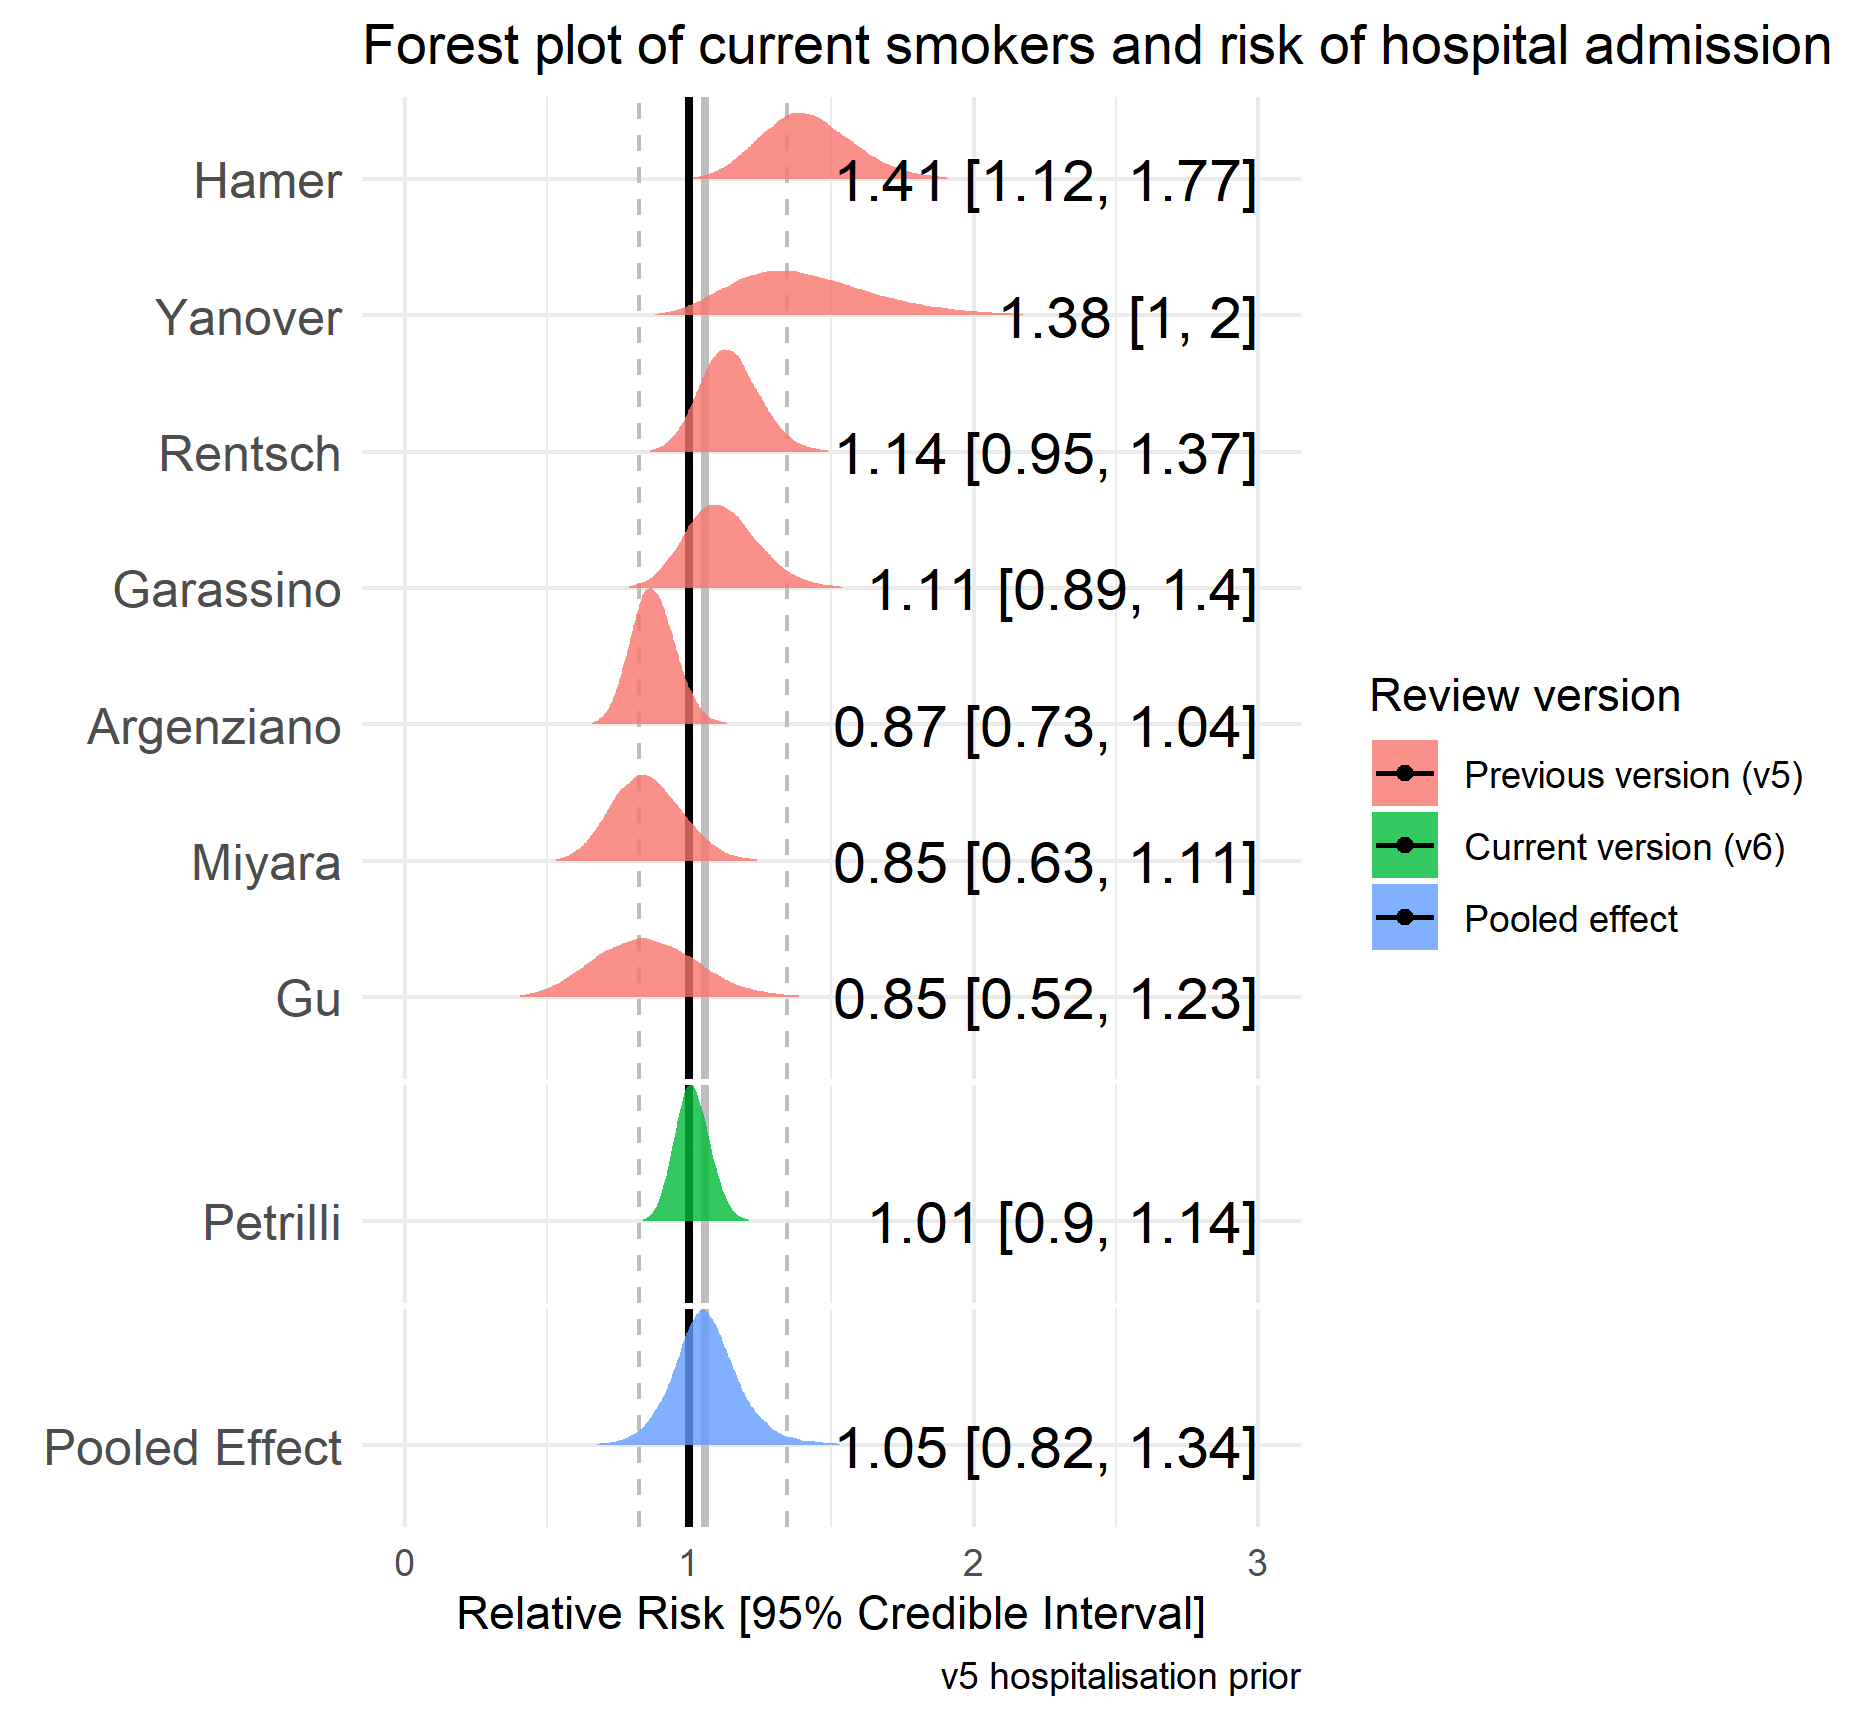 Forest plot of current smokers and risk of hospital admission
Hamer 1.41 [1.12, 1.77]
Yanover 1.38 [1, 2]
Rentsch 1.14 [0.95, 1.37]
Garassino 1.11 [0.89, 1.4]
Argenziano 0.87 [0.73, 1.04]
Miyara 0.85 [0.63, 1.11]
Gu 0.85 [0.52, 1.23]
Petrilli 1.01 [0.9, 1.14]
Pooled Effect 1.05 [0.82, 1.34]
0 1 2 3
Relative Risk [95% Credible Interval]
v5 hospitalisation prior
Review version
Previous version (v5)
Current version (v6)
Pooled effect